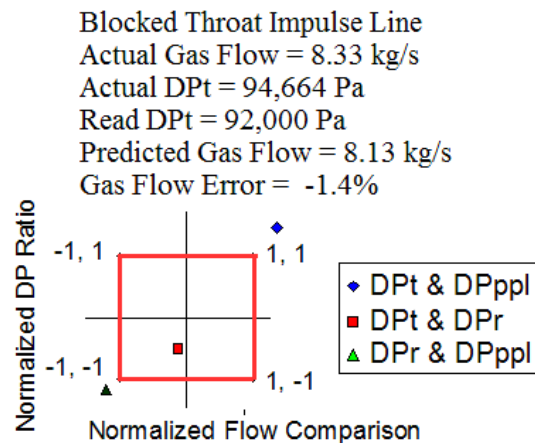 Blocked Throat Impulse Line
Actual Gas Flow = 8.33 kg/s
Actual DPt = 94,664 Pa
Read DPt = 92,000 Pa
Predicted Gas Flow = 8.13 kg/s
Gas Flow Error = -1.4%
Normalized DP Ratio
-1, 1
1, 1
-1, -1
1, -1
DPt & DPppl
DPt & DPr
DPr & DPppl
Normalized Flow Comparison